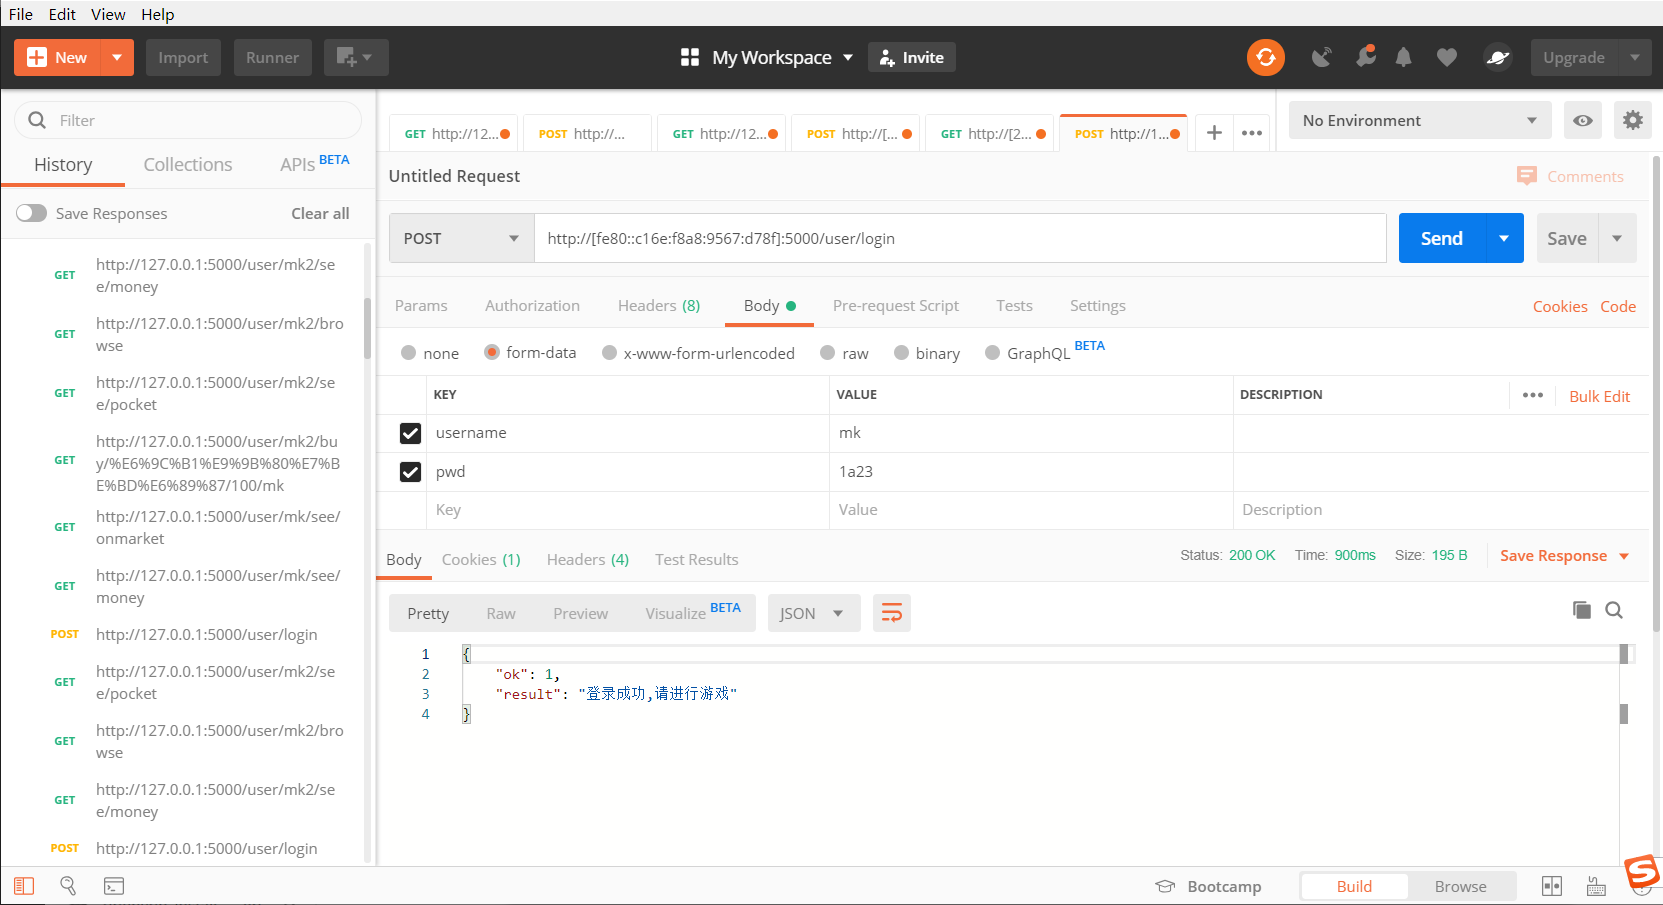 File Edit View Help
New Import Runner My Workspace Invite Upgrade
Filter
History Collections APIs BETA
Save Responses Clear all
GET http://127.0.0.1:5000/user/mk2/se
e/money
GET http://127.0.0.1:5000/user/mk2/bro
wse
GET http://127.0.0.1:5000/user/mk2/se
e/pocket
GET http://127.0.0.1:5000/user/mk2/bu
y/%E6%9C%B1%E9%9B%80%E7%B
E%BD%E6%89%87/100/mk
GET http://127.0.0.1:5000/user/mk/see/
onmarket
GET http://127.0.0.1:5000/user/mk/see/
money
POST http://127.0.0.1:5000/user/login
GET http://127.0.0.1:5000/user/mk2/se
e/pocket
GET http://127.0.0.1:5000/user/mk2/bro
wse
GET http://127.0.0.1:5000/user/mk2/se
e/money
POST http://127.0.0.1:5000/user/login
GET http://12... POST http://... GET http://12... POST http://[... GET http://[2... POST http://1... + •••
No Environment
Untitled Request Comments
POST http://[fe80::c16e:f8a8:9567:d78f]:5000/user/login Send Save
Params Authorization Headers (8) Body Pre-request Script Tests Settings Cookies Code
none form-data x-www-form-urlencoded raw binary GraphQL BETA
KEY VALUE DESCRIPTION ••• Bulk Edit
username mk
pwd 1a23
Key Value Description
Body Cookies (1) Headers (4) Test Results Status: 200 OK Time: 900ms Size: 195 B Save Response
Pretty Raw Preview Visualize BETA JSON
1 {
2 "ok": 1,
3 "result": "登录成功,请进行游戏"
4 }
Bootcamp Build Browse